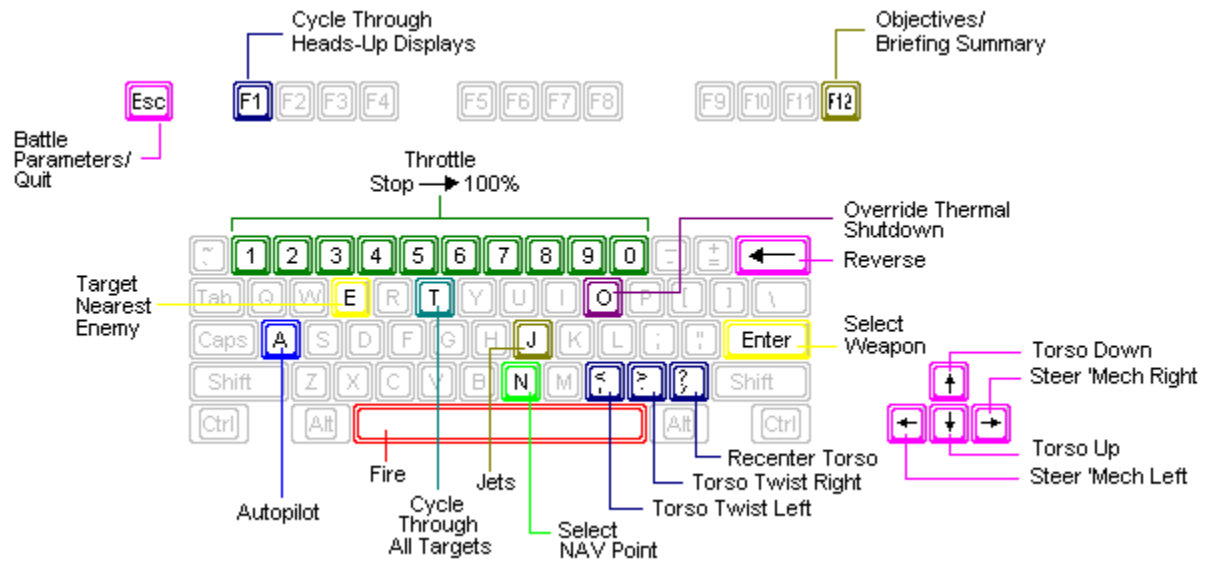 Cycle Through
Heads-Up Displays
Objectives/
Briefing Summary
Esc F1 F2 F3 F4 F5 F6 F7 F8 F9 F10 F11 F12
Battle
Parameters/
Quit
Throttle
Stop → 100%
Override Thermal
Shutdown
~ ` 1 2 3 4 5 6 7 8 9 0 - ± = ←
Reverse
Target
Nearest
Enemy
Tab Q W E R T Y U I O P [ ] \
Caps A S D F G H J K L ; " Enter
Select
Weapon
Shift Z X C V B N M < , > . ? Shift
Torso Down
Steer 'Mech Right
↑
Ctrl Alt Alt Ctrl
← ↓ →
Torso Up
Steer 'Mech Left
Recenter Torso
Torso Twist Right
Torso Twist Left
Fire
Jets
Autopilot
Cycle
Through
All Targets
Select
NAV Point